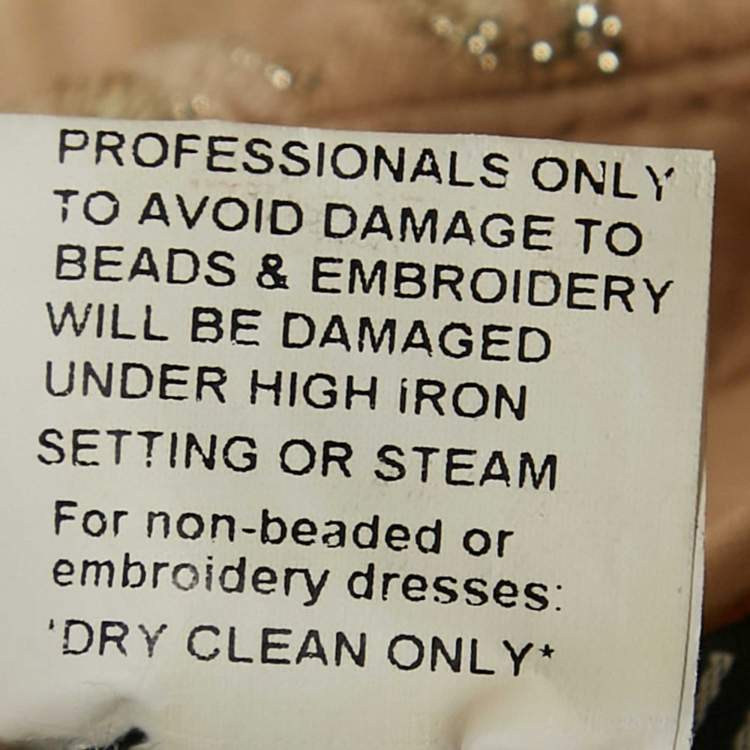 PROFESSIONALS ONLY
TO AVOID DAMAGE TO
BEADS & EMBROIDERY
WILL BE DAMAGED
UNDER HIGH iRON
SETTING OR STEAM
For non-beaded or
embroidery dresses:
'DRY CLEAN ONLY*